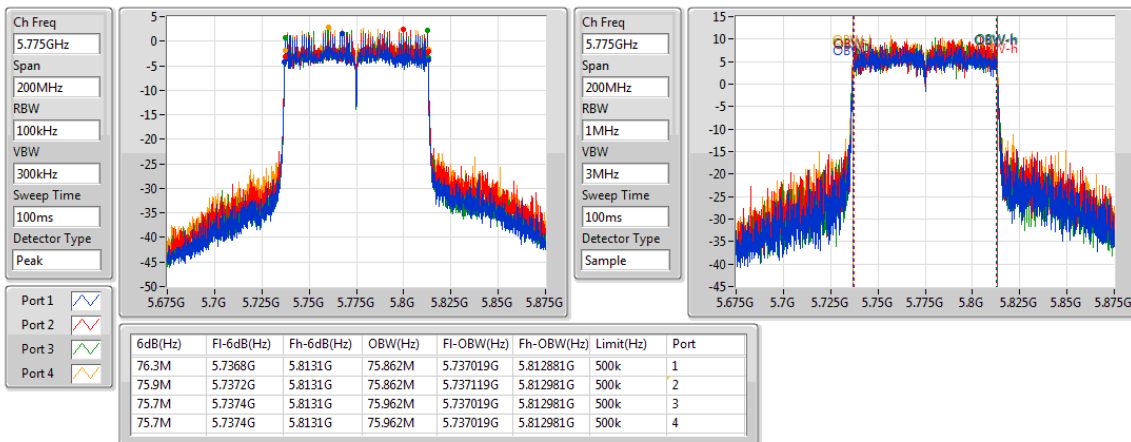 Ch Freq
5.775GHz
Span
200MHz
RBW
100kHz
VBW
300kHz
Sweep Time
100ms
Detector Type
Peak
Port 1
Port 2
Port 3
Port 4
5
0
-5
-10
-15
-20
-25
-30
-35
-40
-45
-50
5.675G 5.7G 5.725G 5.75G 5.775G 5.8G 5.825G 5.85G 5.875G
Ch Freq
5.775GHz
Span
200MHz
RBW
1MHz
VBW
3MHz
Sweep Time
100ms
Detector Type
Sample
15
10
5
0
-5
-10
-15
-20
-25
-30
-35
-40
-45
OBW-h
5.675G 5.7G 5.725G 5.75G 5.775G 5.8G 5.825G 5.85G 5.875G
6dB(Hz) Fl-6dB(Hz) Fh-6dB(Hz) OBW(Hz) Fl-OBW(Hz) Fh-OBW(Hz) Limit(Hz) Port
76.3M 5.7368G 5.8131G 75.862M 5.737019G 5.812881G 500k 1
75.9M 5.7372G 5.8131G 75.862M 5.737119G 5.812981G 500k 2
75.7M 5.7374G 5.8131G 75.962M 5.737019G 5.812981G 500k 3
75.7M 5.7374G 5.8131G 75.962M 5.737019G 5.812981G 500k 4